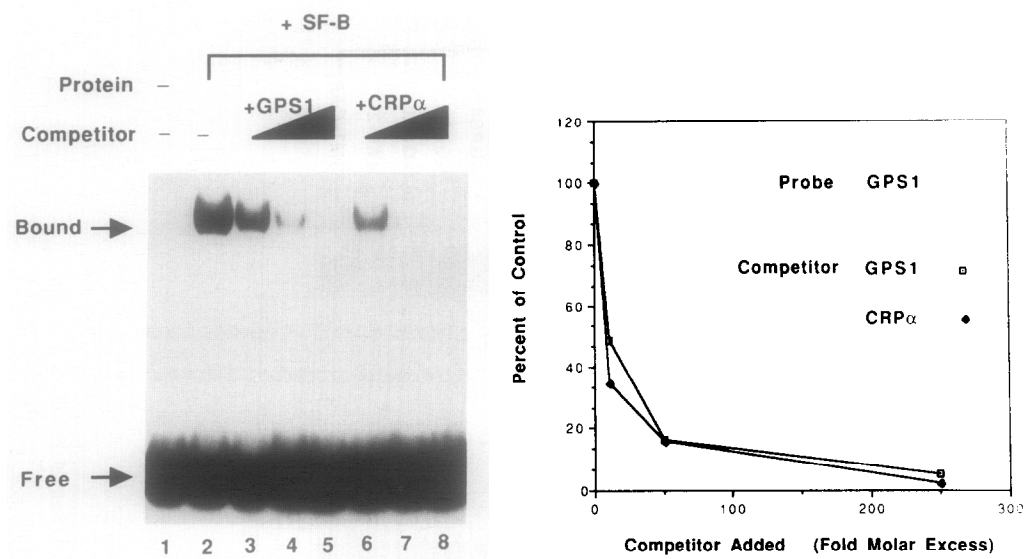 + SF-B
Protein –
+GPS1 +CRPα
Competitor – –
Bound
Free
1 2 3 4 5 6 7 8
120
100
80
60
40
20
0
0 100 200 300
Percent of Control
Probe GPS1
Competitor GPS1
CRPα
Competitor Added (Fold Molar Excess)